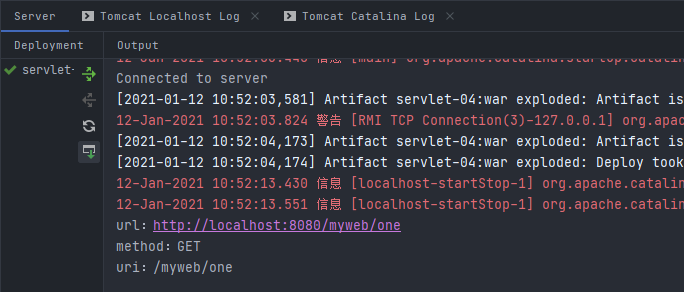 Server Tomcat Localhost Log Tomcat Catalina Log
Deployment Output
servlet-
Connected to server
[2021-01-12 10:52:03,581] Artifact servlet-04:war exploded: Artifact is
12-Jan-2021 10:52:03.824 警告 [RMI TCP Connection(3)-127.0.0.1] org.apac
[2021-01-12 10:52:04,173] Artifact servlet-04:war exploded: Artifact is
[2021-01-12 10:52:04,174] Artifact servlet-04:war exploded: Deploy took
12-Jan-2021 10:52:13.430 信息 [localhost-startStop-1] org.apache.catalin
12-Jan-2021 10:52:13.551 信息 [localhost-startStop-1] org.apache.catalin
url：http://localhost:8080/myweb/one
method：GET
uri：/myweb/one